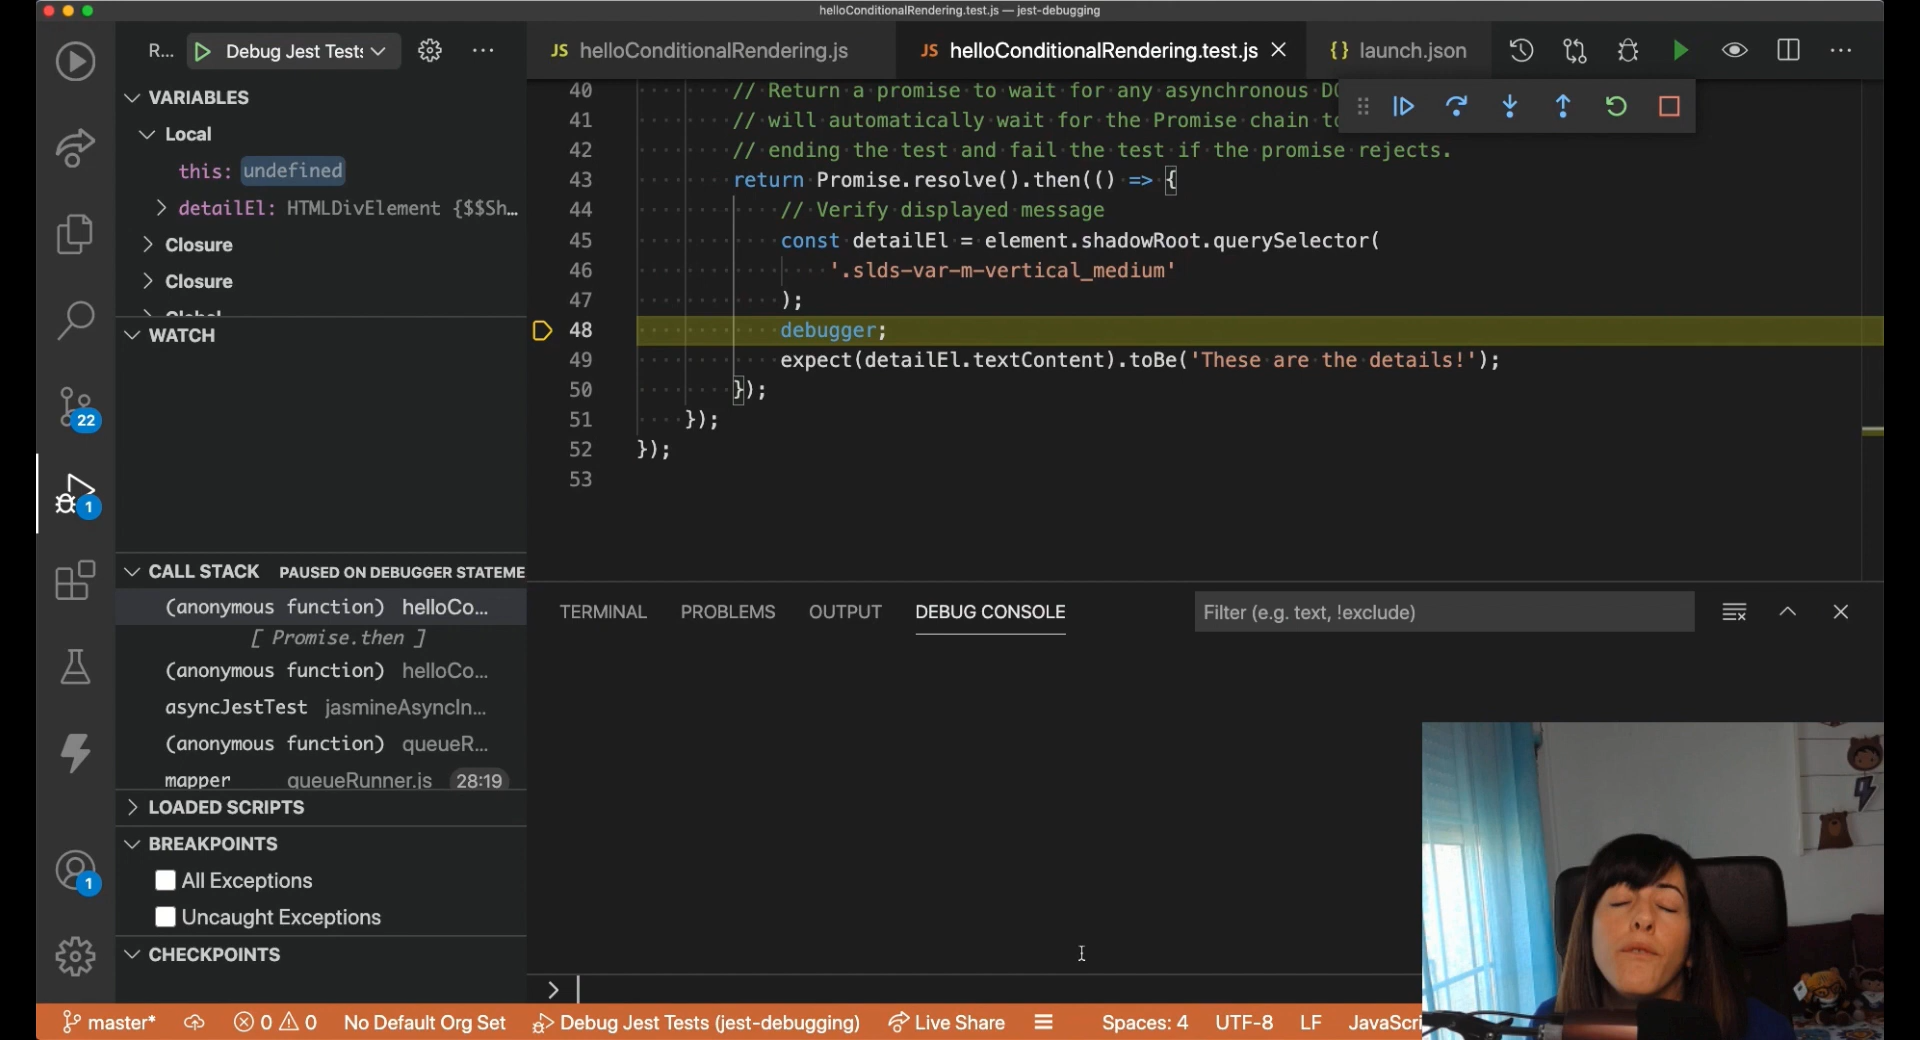 helloConditionalRendering.test.js — jest-debugging
R... Debug Jest Tests
JS helloConditionalRendering.js
JS helloConditionalRendering.test.js
{} launch.json
VARIABLES
Local
this: undefined
detailEl: HTMLDivElement {$$Sh...
Closure
Closure
Global
WATCH
CALL STACK PAUSED ON DEBUGGER STATEME
(anonymous function) helloCo...
[ Promise.then ]
(anonymous function) helloCo...
asyncJestTest jasmineAsyncIn...
(anonymous function) queueR...
mapper queueRunner.js 28:19
LOADED SCRIPTS
BREAKPOINTS
All Exceptions
Uncaught Exceptions
CHECKPOINTS
22
1
1
40 // Return a promise to wait for any asynchronous DO
41 // will automatically wait for the Promise chain to
42 // ending the test and fail the test if the promise rejects.
43 return Promise.resolve().then(() => {
44 // Verify displayed message
45 const detailEl = element.shadowRoot.querySelector(
46 '.slds-var-m-vertical_medium'
47 );
48 debugger;
49 expect(detailEl.textContent).toBe('These are the details!');
50 });
51 });
52 });
53
TERMINAL PROBLEMS OUTPUT DEBUG CONSOLE
Filter (e.g. text, !exclude)
>
master* 0 0 No Default Org Set Debug Jest Tests (jest-debugging) Live Share Spaces: 4 UTF-8 LF JavaScri